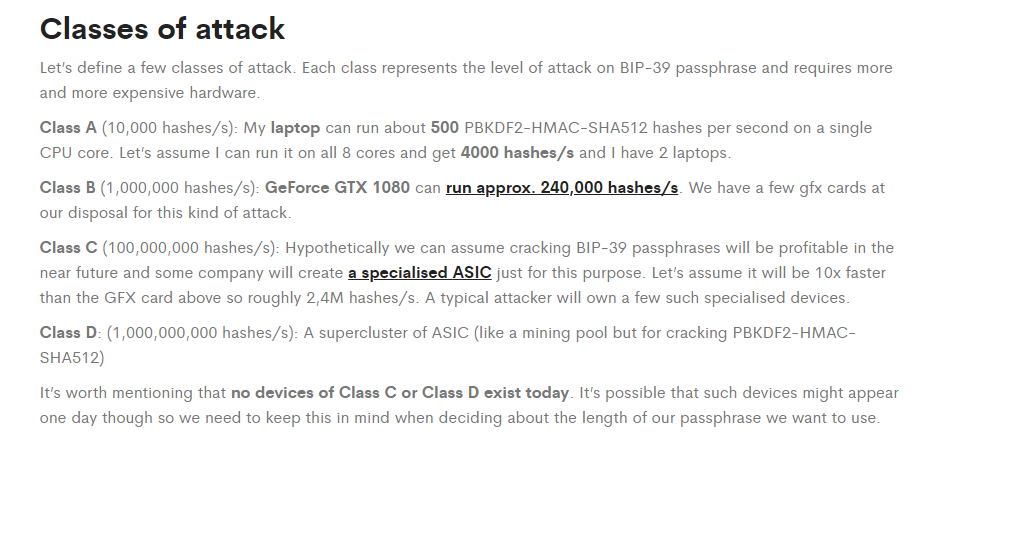 Classes of attack
Let's define a few classes of attack. Each class represents the level of attack on BIP-39 passphrase and requires more
and more expensive hardware.
Class A (10,000 hashes/s): My laptop can run about 500 PBKDF2-HMAC-SHA512 hashes per second on a single
CPU core. Let's assume I can run it on all 8 cores and get 4000 hashes/s and I have 2 laptops.
Class B (1,000,000 hashes/s): GeForce GTX 1080 can run approx. 240,000 hashes/s. We have a few gfx cards at
our disposal for this kind of attack.
Class C (100,000,000 hashes/s): Hypothetically we can assume cracking BIP-39 passphrases will be profitable in the
near future and some company will create a specialised ASIC just for this purpose. Let's assume it will be 10x faster
than the GFX card above so roughly 2,4M hashes/s. A typical attacker will own a few such specialised devices.
Class D: (1,000,000,000 hashes/s): A supercluster of ASIC (like a mining pool but for cracking PBKDF2-HMAC-
SHA512)
It's worth mentioning that no devices of Class C or Class D exist today. It's possible that such devices might appear
one day though so we need to keep this in mind when deciding about the length of our passphrase we want to use.